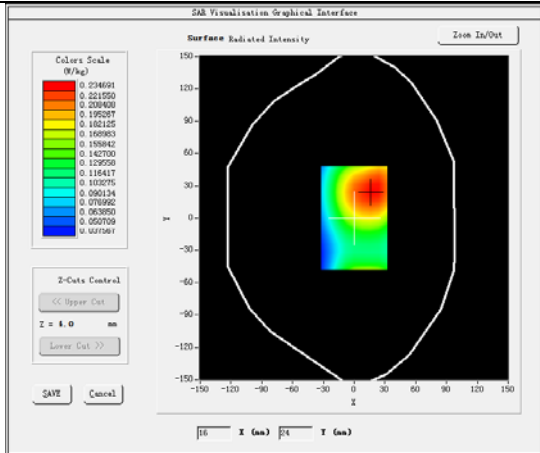 SAR Visualisation Graphical Interface
Surface Radiated Intensity
Zoom In/Out
Colors Scale
(W/kg)
0.234691
0.221550
0.208408
0.195267
0.182125
0.168983
0.155842
0.142700
0.129558
0.116417
0.103275
0.090134
0.076992
0.063850
0.050709
0.037567
150
120
90
60
30
0
-30
-60
-90
-120
-150
Y
-150 -120 -90 -60 -30 0 30 60 90 120 150
X
Z-Cuts Control
<< Upper Cut
Z = 4.0 mm
Lower Cut >>
SAVE Cancel
16 X (mm) 24 Y (mm)